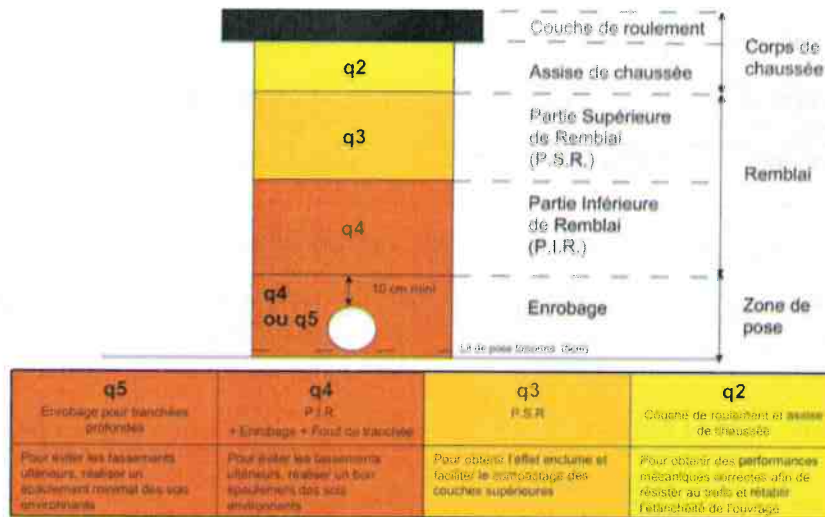 Couche de roulement
Corps de
chaussée
q2
Assise de chaussée
q3
Partie Supérieure
de Remblai
(P.S.R.)
Remblai
q4
Partie Inférieure
de Remblai
(P.I.R.)
10 cm mini
q4
ou q5
Enrobage
Zone de
pose
Lit de pose
q5
Enrobage pour tranchées
profondes
q4
P.I.R.
+ Enrobage + Fond de tranchée
q3
P.S.R
q2
Couche de roulement et assise
de chaussée
Pour éviter les tassements
ultérieurs, réaliser un
épaulement minimal des sols
environnants
Pour éviter les tassements
ultérieurs, réaliser un bon
épaulement des sols
environnants
Pour obtenir l'effet enclume et
faciliter le compactage des
couches supérieures
Pour obtenir des performances
mécaniques correctes afin de
résister au trafic et rétablir
l'étanchéité de l'ouvrage